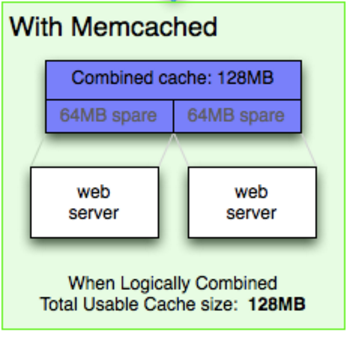 With Memcached
Combined cache: 128MB
64MB spare 64MB spare
web
server
web
server
When Logically Combined
Total Usable Cache size: 128MB